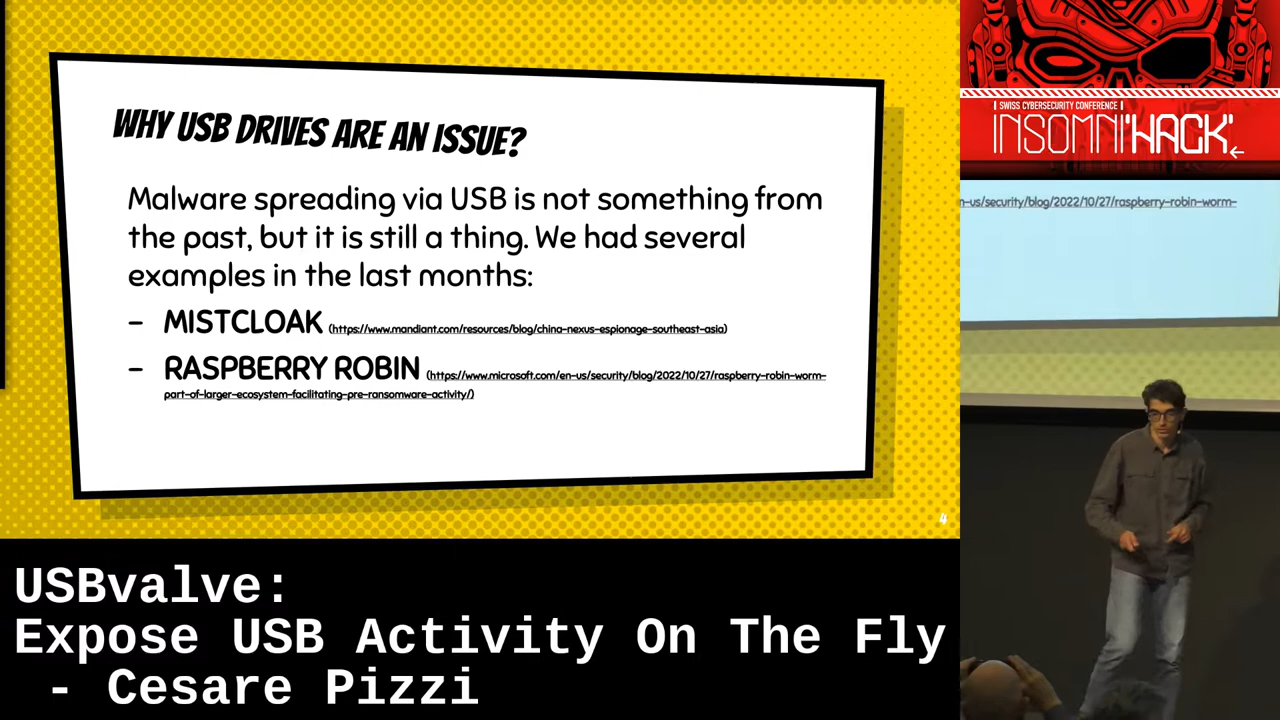 WHY USB DRIVES ARE AN ISSUE?
Malware spreading via USB is not something from
the past, but it is still a thing. We had several
examples in the last months:
- MISTCLOAK (https://www.mandiant.com/resources/blog/china-nexus-espionage-southeast-asia)
- RASPBERRY ROBIN (https://www.microsoft.com/en-us/security/blog/2022/10/27/raspberry-robin-worm-
part-of-larger-ecosystem-facilitating-pre-ransomware-activity/)
4
SWISS CYBERSECURITY CONFERENCE
INSOMNI'HACK'
n-us/security/blog/2022/10/27/raspberry-robin-worm-
USBvalve:
Expose USB Activity On The Fly
- Cesare Pizzi